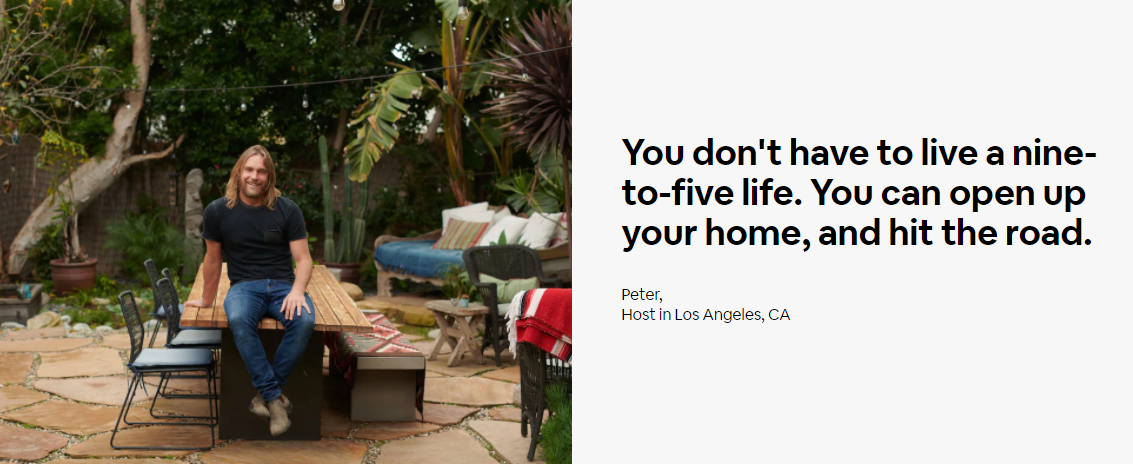 You don't have to live a nine-
to-five life. You can open up
your home, and hit the road.
Peter,
Host in Los Angeles, CA